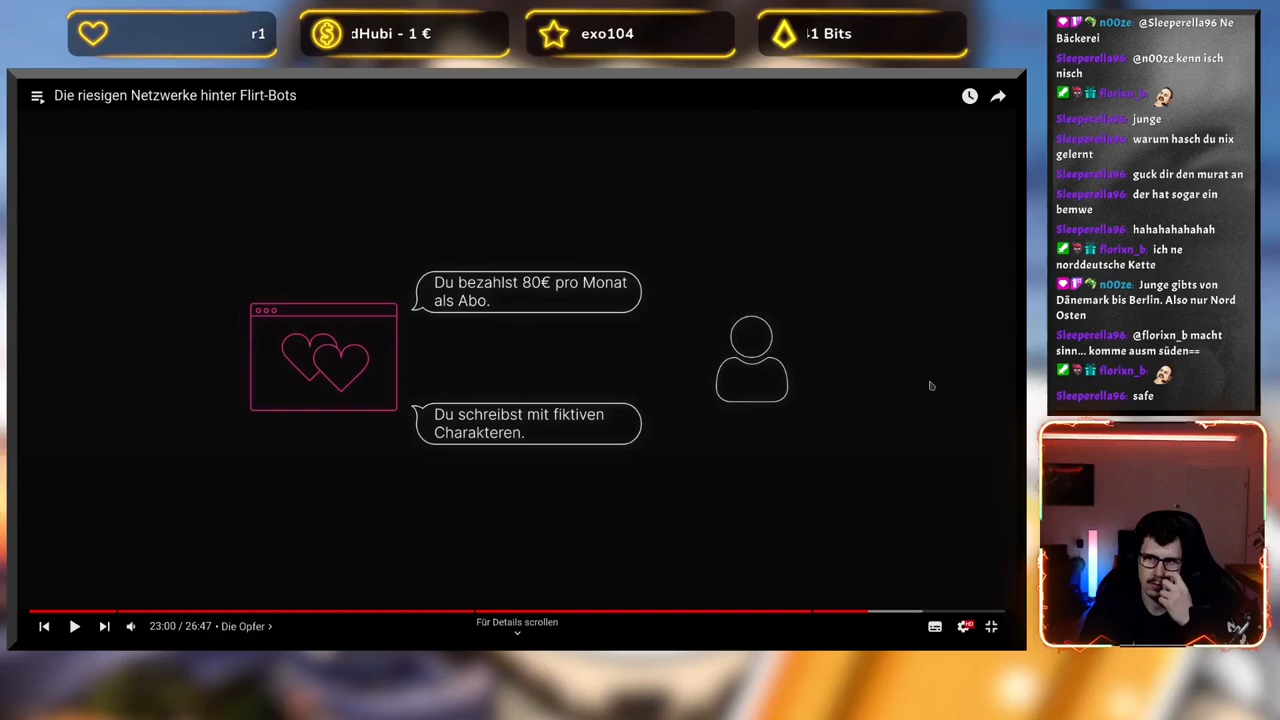 r1
dHubi - 1 €
exo104
1 Bits
Die riesigen Netzwerke hinter Flirt-Bots
Du bezahlst 80€ pro Monat
als Abo.
Du schreibst mit fiktiven
Charakteren.
23:00 / 26:47 • Die Opfer >
Für Details scrollen
HD
n00ze: @Sleeperella96 Ne
Bäckerei
Sleeperella96: @n00ze kenn isch
nisch
florixn_b:
Sleeperella96: junge
Sleeperella96: warum hasch du nix
gelernt
Sleeperella96: guck dir den murat an
Sleeperella96: der hat sogar ein
bemwe
Sleeperella96: hahahahahahah
florixn_b: ich ne
norddeutsche Kette
n00ze: Junge gibts von
Dänemark bis Berlin. Also nur Nord
Osten
Sleeperella96: @florixn_b macht
sinn... komme ausm süden==
florixn_b:
Sleeperella96: safe